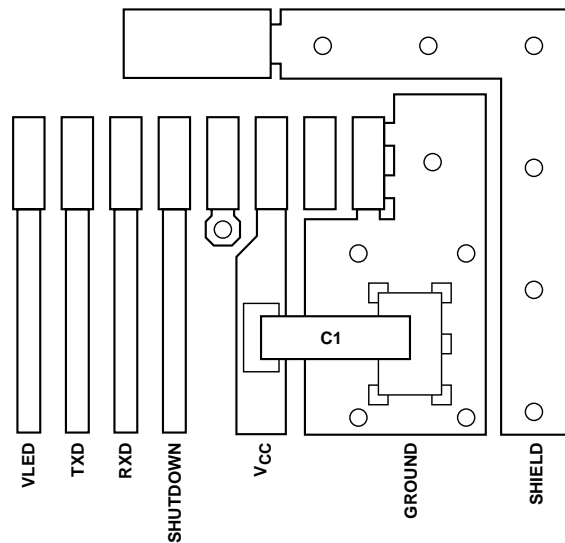 C1
VLED
TXD
RXD
SHUTDOWN
VCC
GROUND
SHIELD